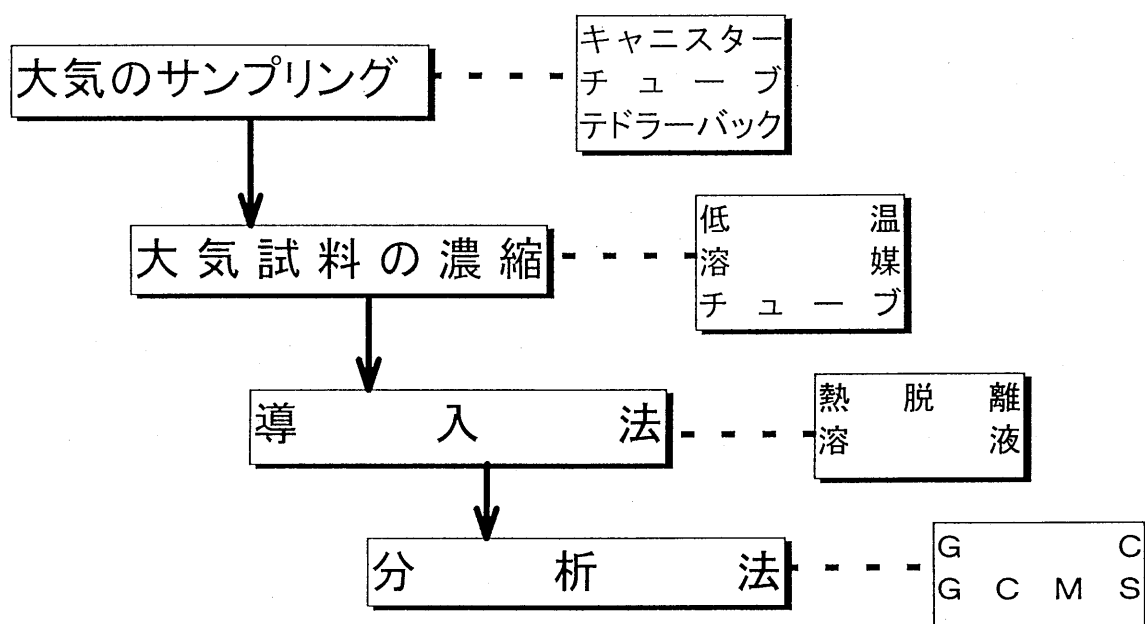 大気のサンプリング
キャニスター
チューブ
テドラーバック
大気試料の濃縮
低温
溶媒
チューブ
導入法
熱脱離
溶液
分析法
GC
GCMS